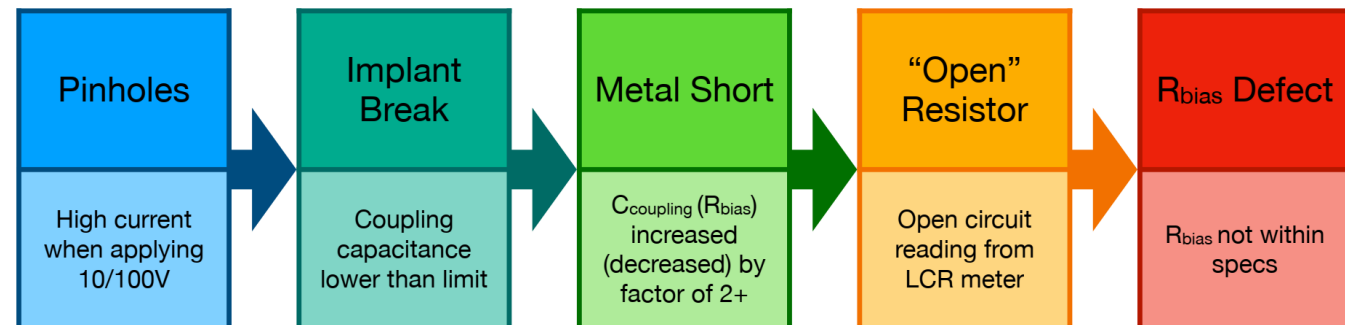 Pinholes
High current
when applying
10/100V
Implant
Break
Coupling
capacitance
lower than limit
Metal Short
Ccoupling (Rbias)
increased
(decreased) by
factor of 2+
“Open”
Resistor
Open circuit
reading from
LCR meter
Rbias Defect
Rbias not within
specs